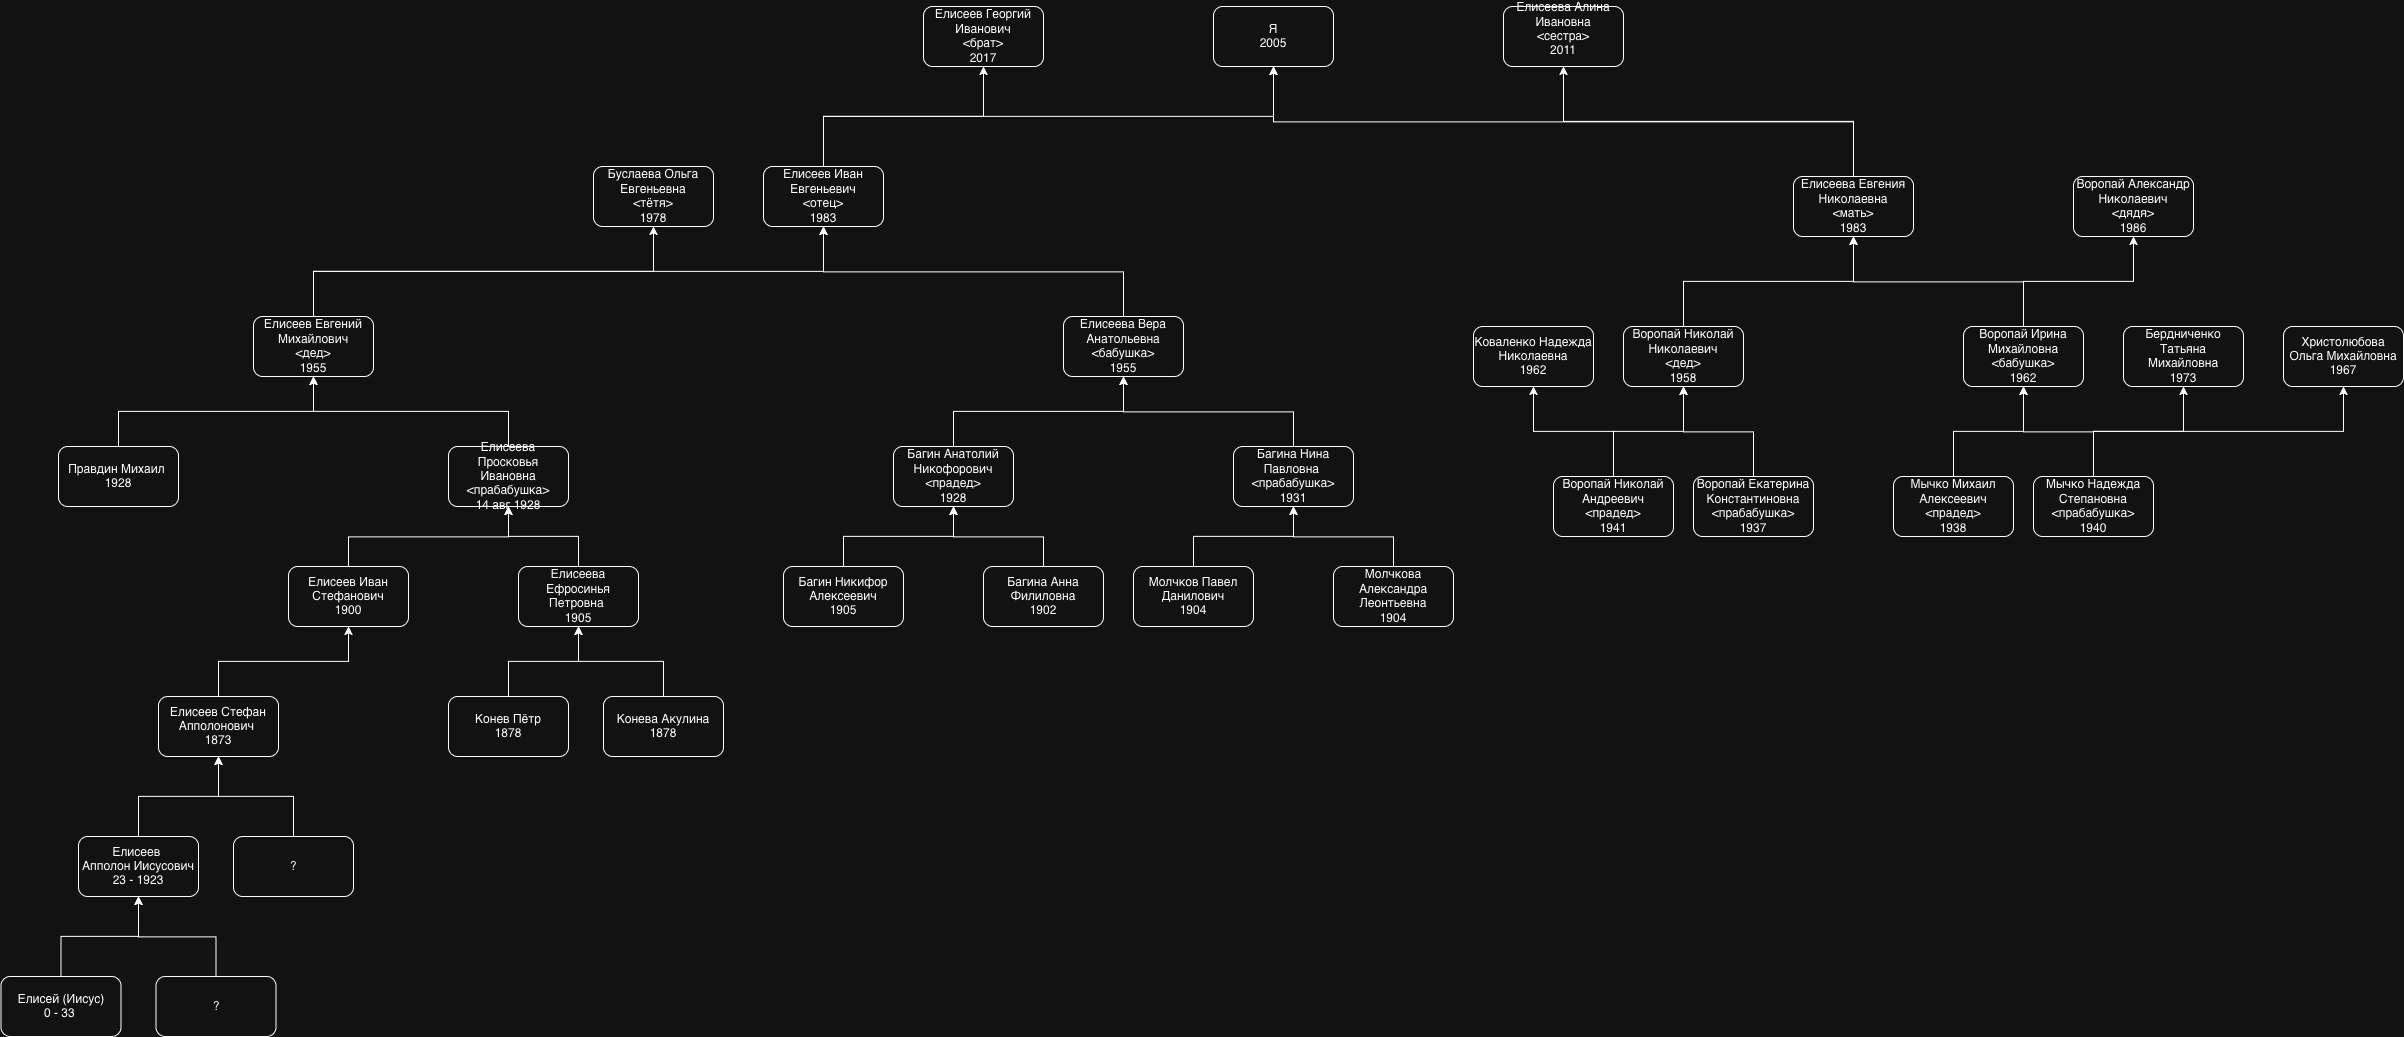 Елисеев Георгий
Иванович
<брат>
2017
Я
2005
Елисеева Алина
Ивановна
<сестра>
2011
Буслаева Ольга
Евгеньевна
<тётя>
1978
Елисеев Иван
Евгеньевич
<отец>
1983
Елисеева Евгения
Николаевна
<мать>
1983
Воропай Александр
Николаевич
<дядя>
1986
Елисеев Евгений
Михайлович
<дед>
1955
Елисеева Вера
Анатольевна
<бабушка>
1955
Коваленко Надежда
Николаевна
1962
Воропай Николай
Николаевич
<дед>
1958
Воропай Ирина
Михайловна
<бабушка>
1962
Бердниченко
Татьяна
Михайловна
1973
Христолюбова
Ольга Михайловна
1967
Правдин Михаил
1928
Елисеева
Просковья
Ивановна
<прабабушка>
14 авг 1928
Багин Анатолий
Никофорович
<прадед>
1928
Багина Нина
Павловна
<прабабушка>
1931
Воропай Николай
Андреевич
<прадед>
1941
Воропай Екатерина
Константиновна
<прабабушка>
1937
Мычко Михаил
Алексеевич
<прадед>
1938
Мычко Надежда
Степановна
<прабабушка>
1940
Елисеев Иван
Стефанович
1900
Елисеева
Ефросинья
Петровна
1905
Багин Никифор
Алексеевич
1905
Багина Анна
Филиловна
1902
Молчков Павел
Данилович
1904
Молчкова
Александра
Леонтьевна
1904
Елисеев Стефан
Апполонович
1873
Конев Пётр
1878
Конева Акулина
1878
Елисеев
Апполон Иисусович
23 - 1923
?
Елисей (Иисус)
0 - 33
?